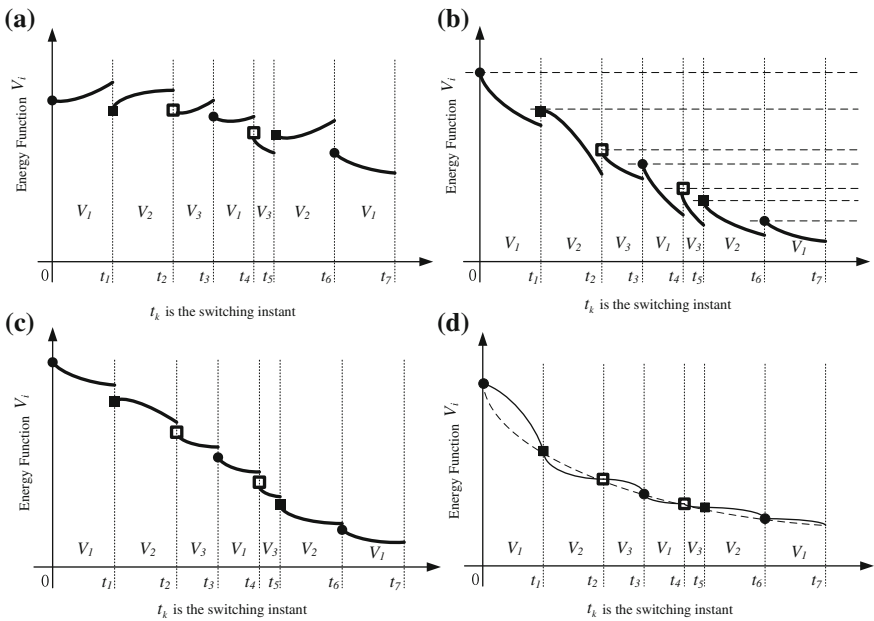 (a)
Energy Function V_i
V_1 V_2 V_3 V_1 V_3 V_2 V_1
0 t_1 t_2 t_3 t_4 t_5 t_6 t_7
t_k is the switching instant
(b)
Energy Function V_i
V_1 V_2 V_3 V_1 V_3 V_2 V_1
0 t_1 t_2 t_3 t_4 t_5 t_6 t_7
t_k is the switching instant
(c)
Energy Function V_i
V_1 V_2 V_3 V_1 V_3 V_2 V_1
0 t_1 t_2 t_3 t_4 t_5 t_6 t_7
t_k is the switching instant
(d)
Energy Function V_i
V_1 V_2 V_3 V_1 V_3 V_2 V_1
0 t_1 t_2 t_3 t_4 t_5 t_6 t_7
t_k is the switching instant